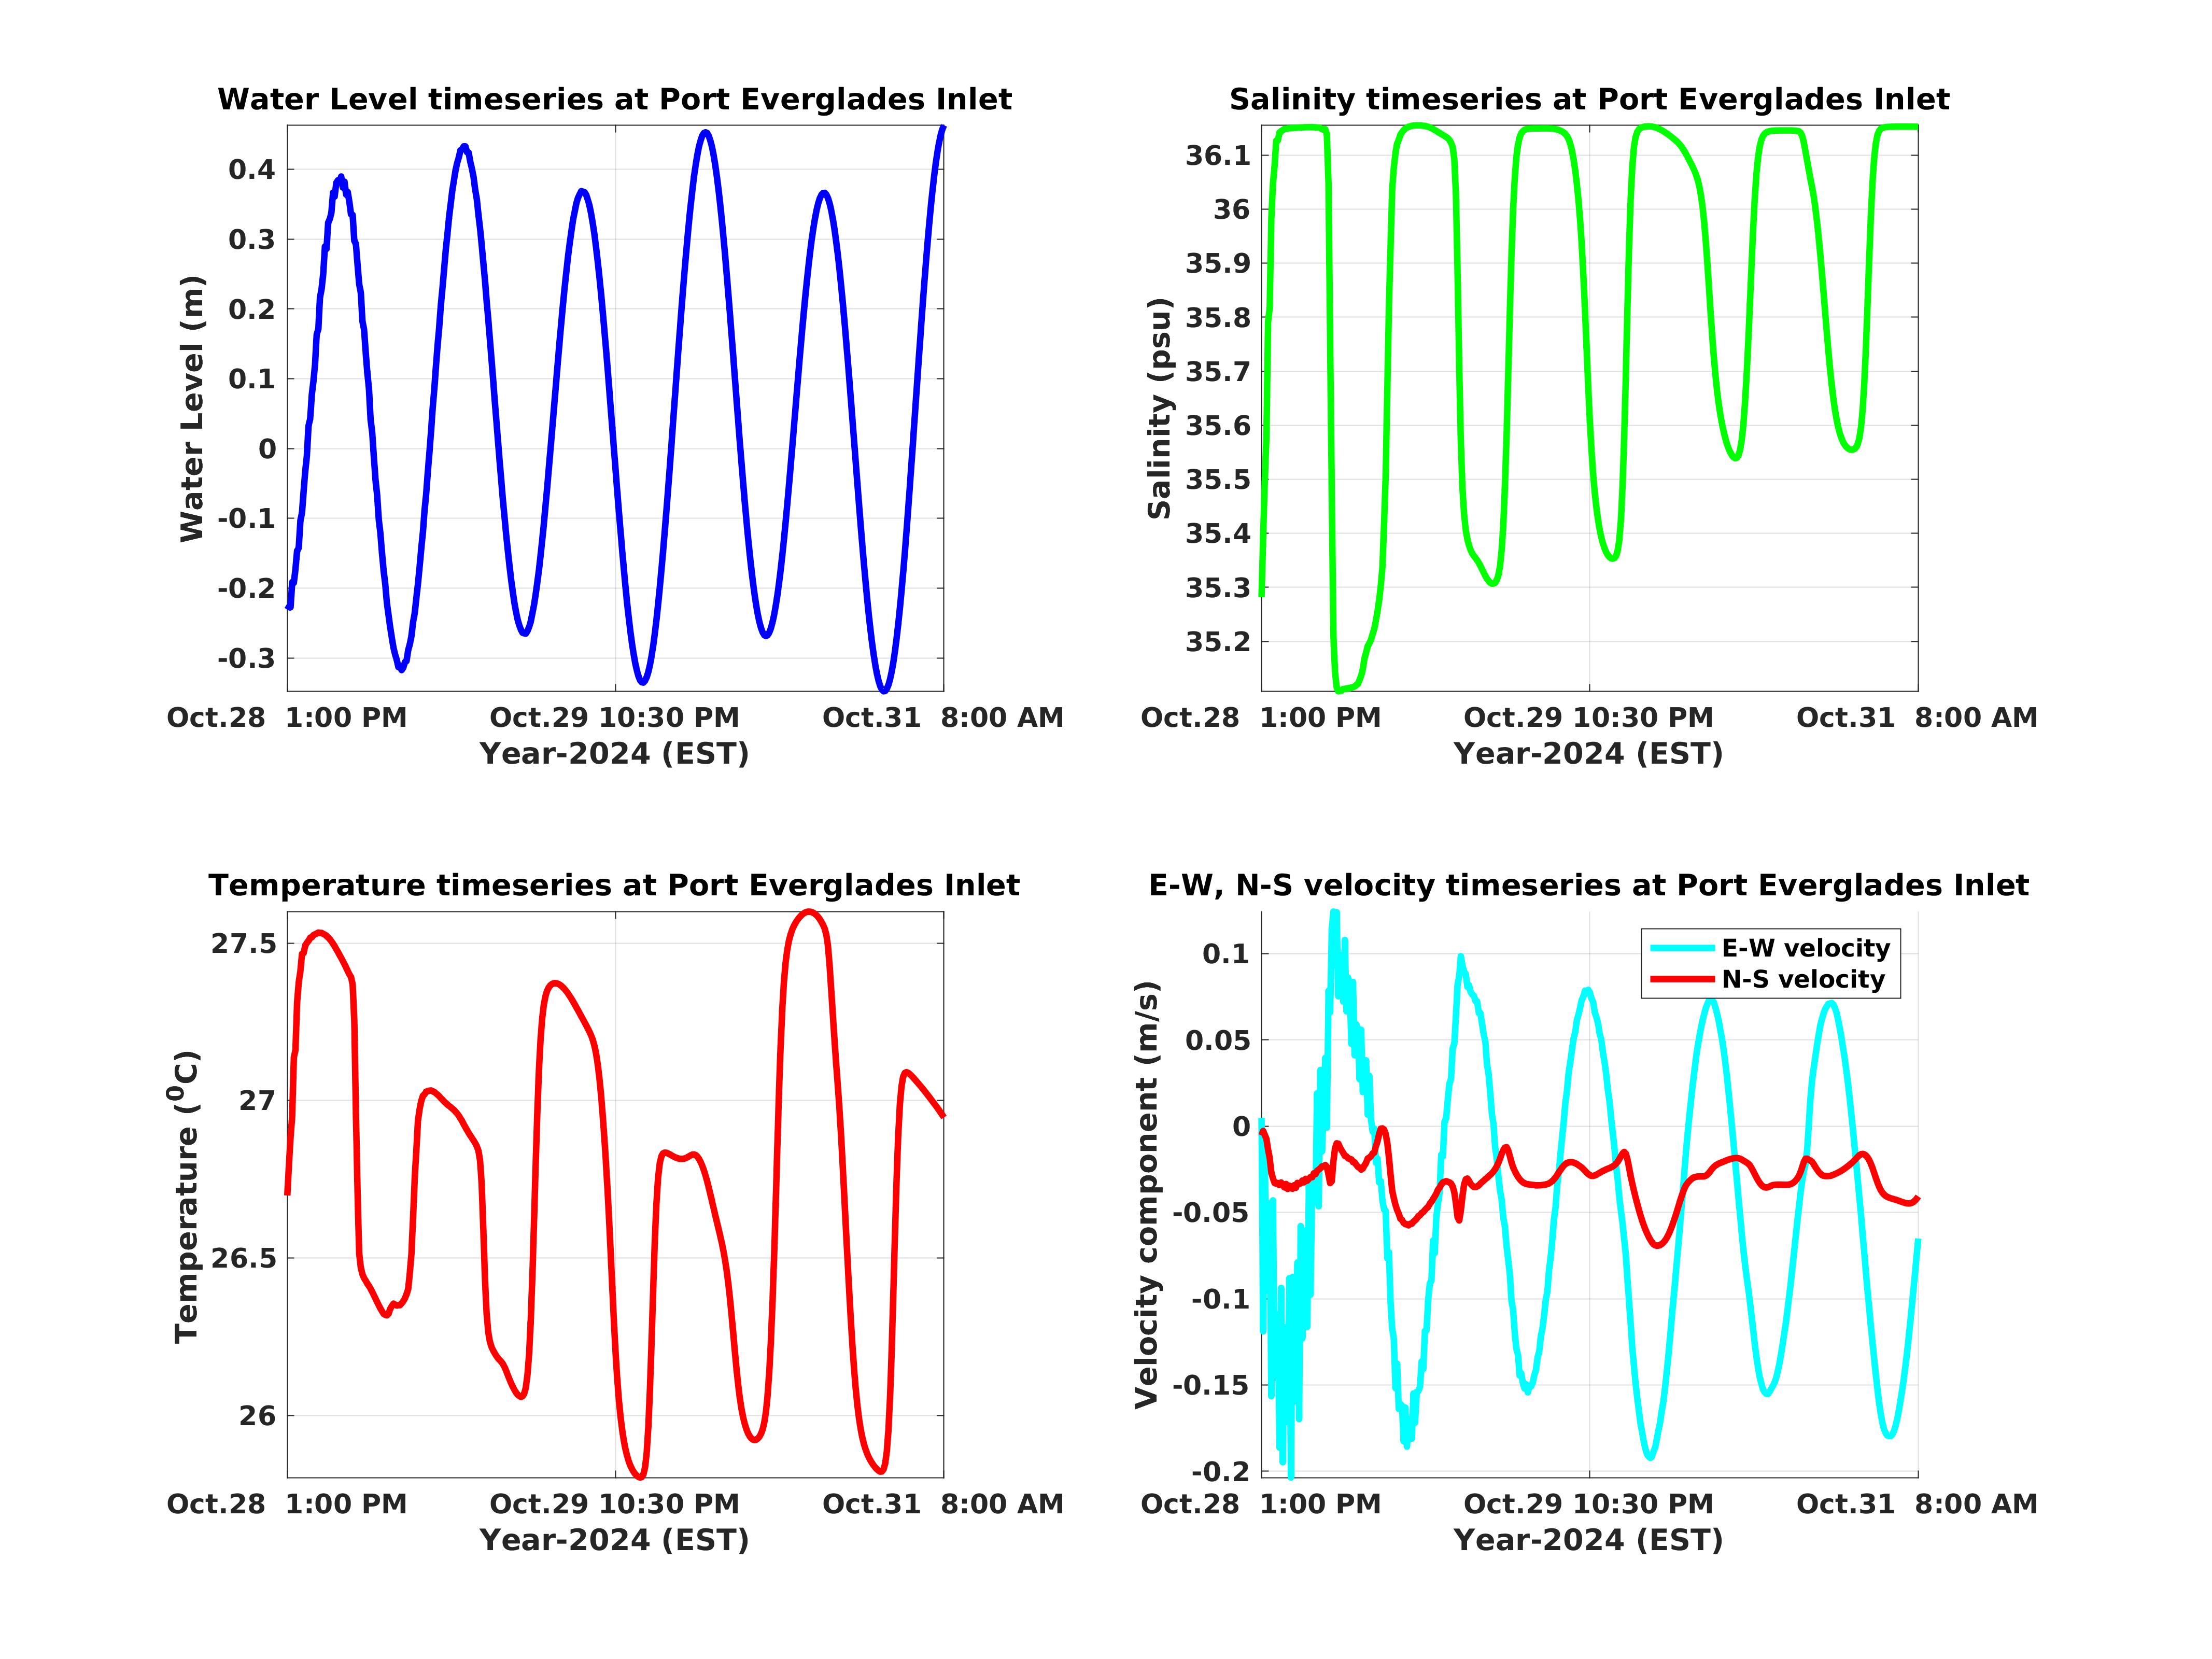 Water Level timeseries at Port Everglades Inlet
0.4
0.3
0.2
0.1
0
-0.1
-0.2
-0.3
Water Level (m)
Oct.28 1:00 PM Oct.29 10:30 PM Oct.31 8:00 AM
Year-2024 (EST)
Salinity timeseries at Port Everglades Inlet
36.1
36
35.9
35.8
35.7
35.6
35.5
35.4
35.3
35.2
Salinity (psu)
Oct.28 1:00 PM Oct.29 10:30 PM Oct.31 8:00 AM
Year-2024 (EST)
Temperature timeseries at Port Everglades Inlet
27.5
27
26.5
26
Temperature (⁰C)
Oct.28 1:00 PM Oct.29 10:30 PM Oct.31 8:00 AM
Year-2024 (EST)
E-W, N-S velocity timeseries at Port Everglades Inlet
E-W velocity
N-S velocity
0.1
0.05
0
-0.05
-0.1
-0.15
-0.2
Velocity component (m/s)
Oct.28 1:00 PM Oct.29 10:30 PM Oct.31 8:00 AM
Year-2024 (EST)